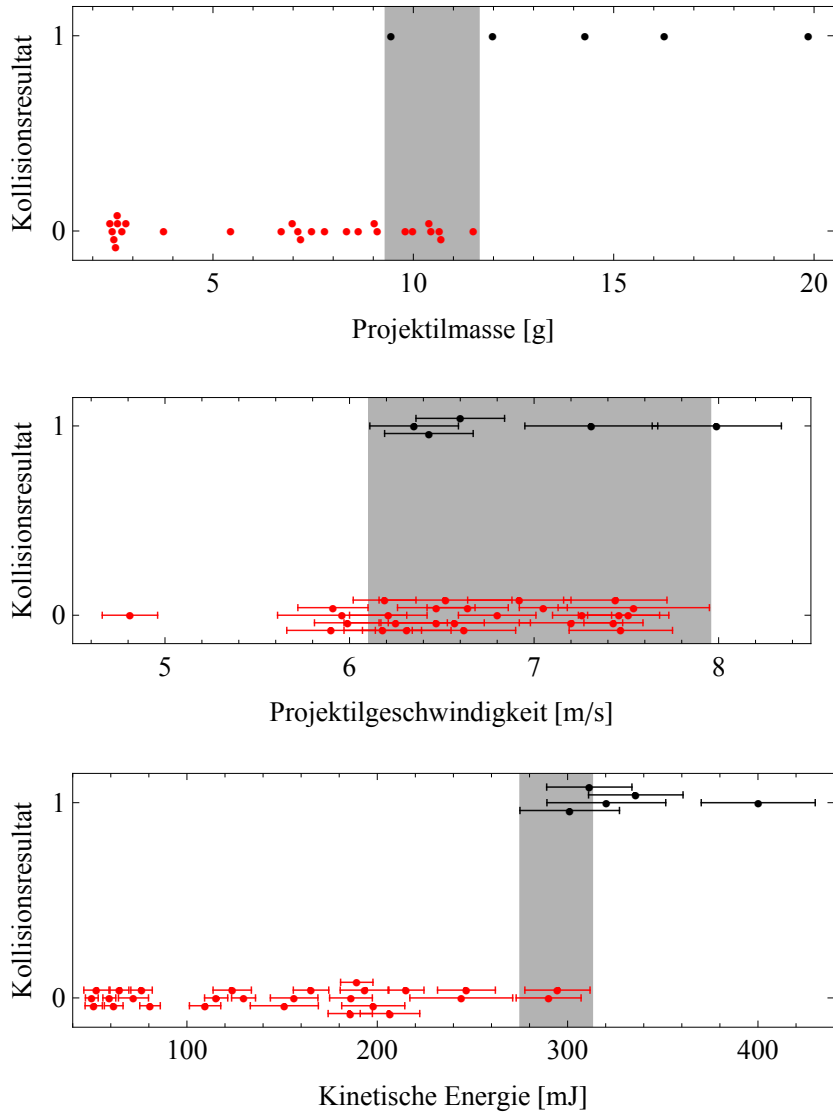 Kollisionsresultat
1
0
5 10 15 20
Projektilmasse [g]
Kollisionsresultat
1
0
5 6 7 8
Projektilgeschwindigkeit [m/s]
Kollisionsresultat
1
0
100 200 300 400
Kinetische Energie [mJ]